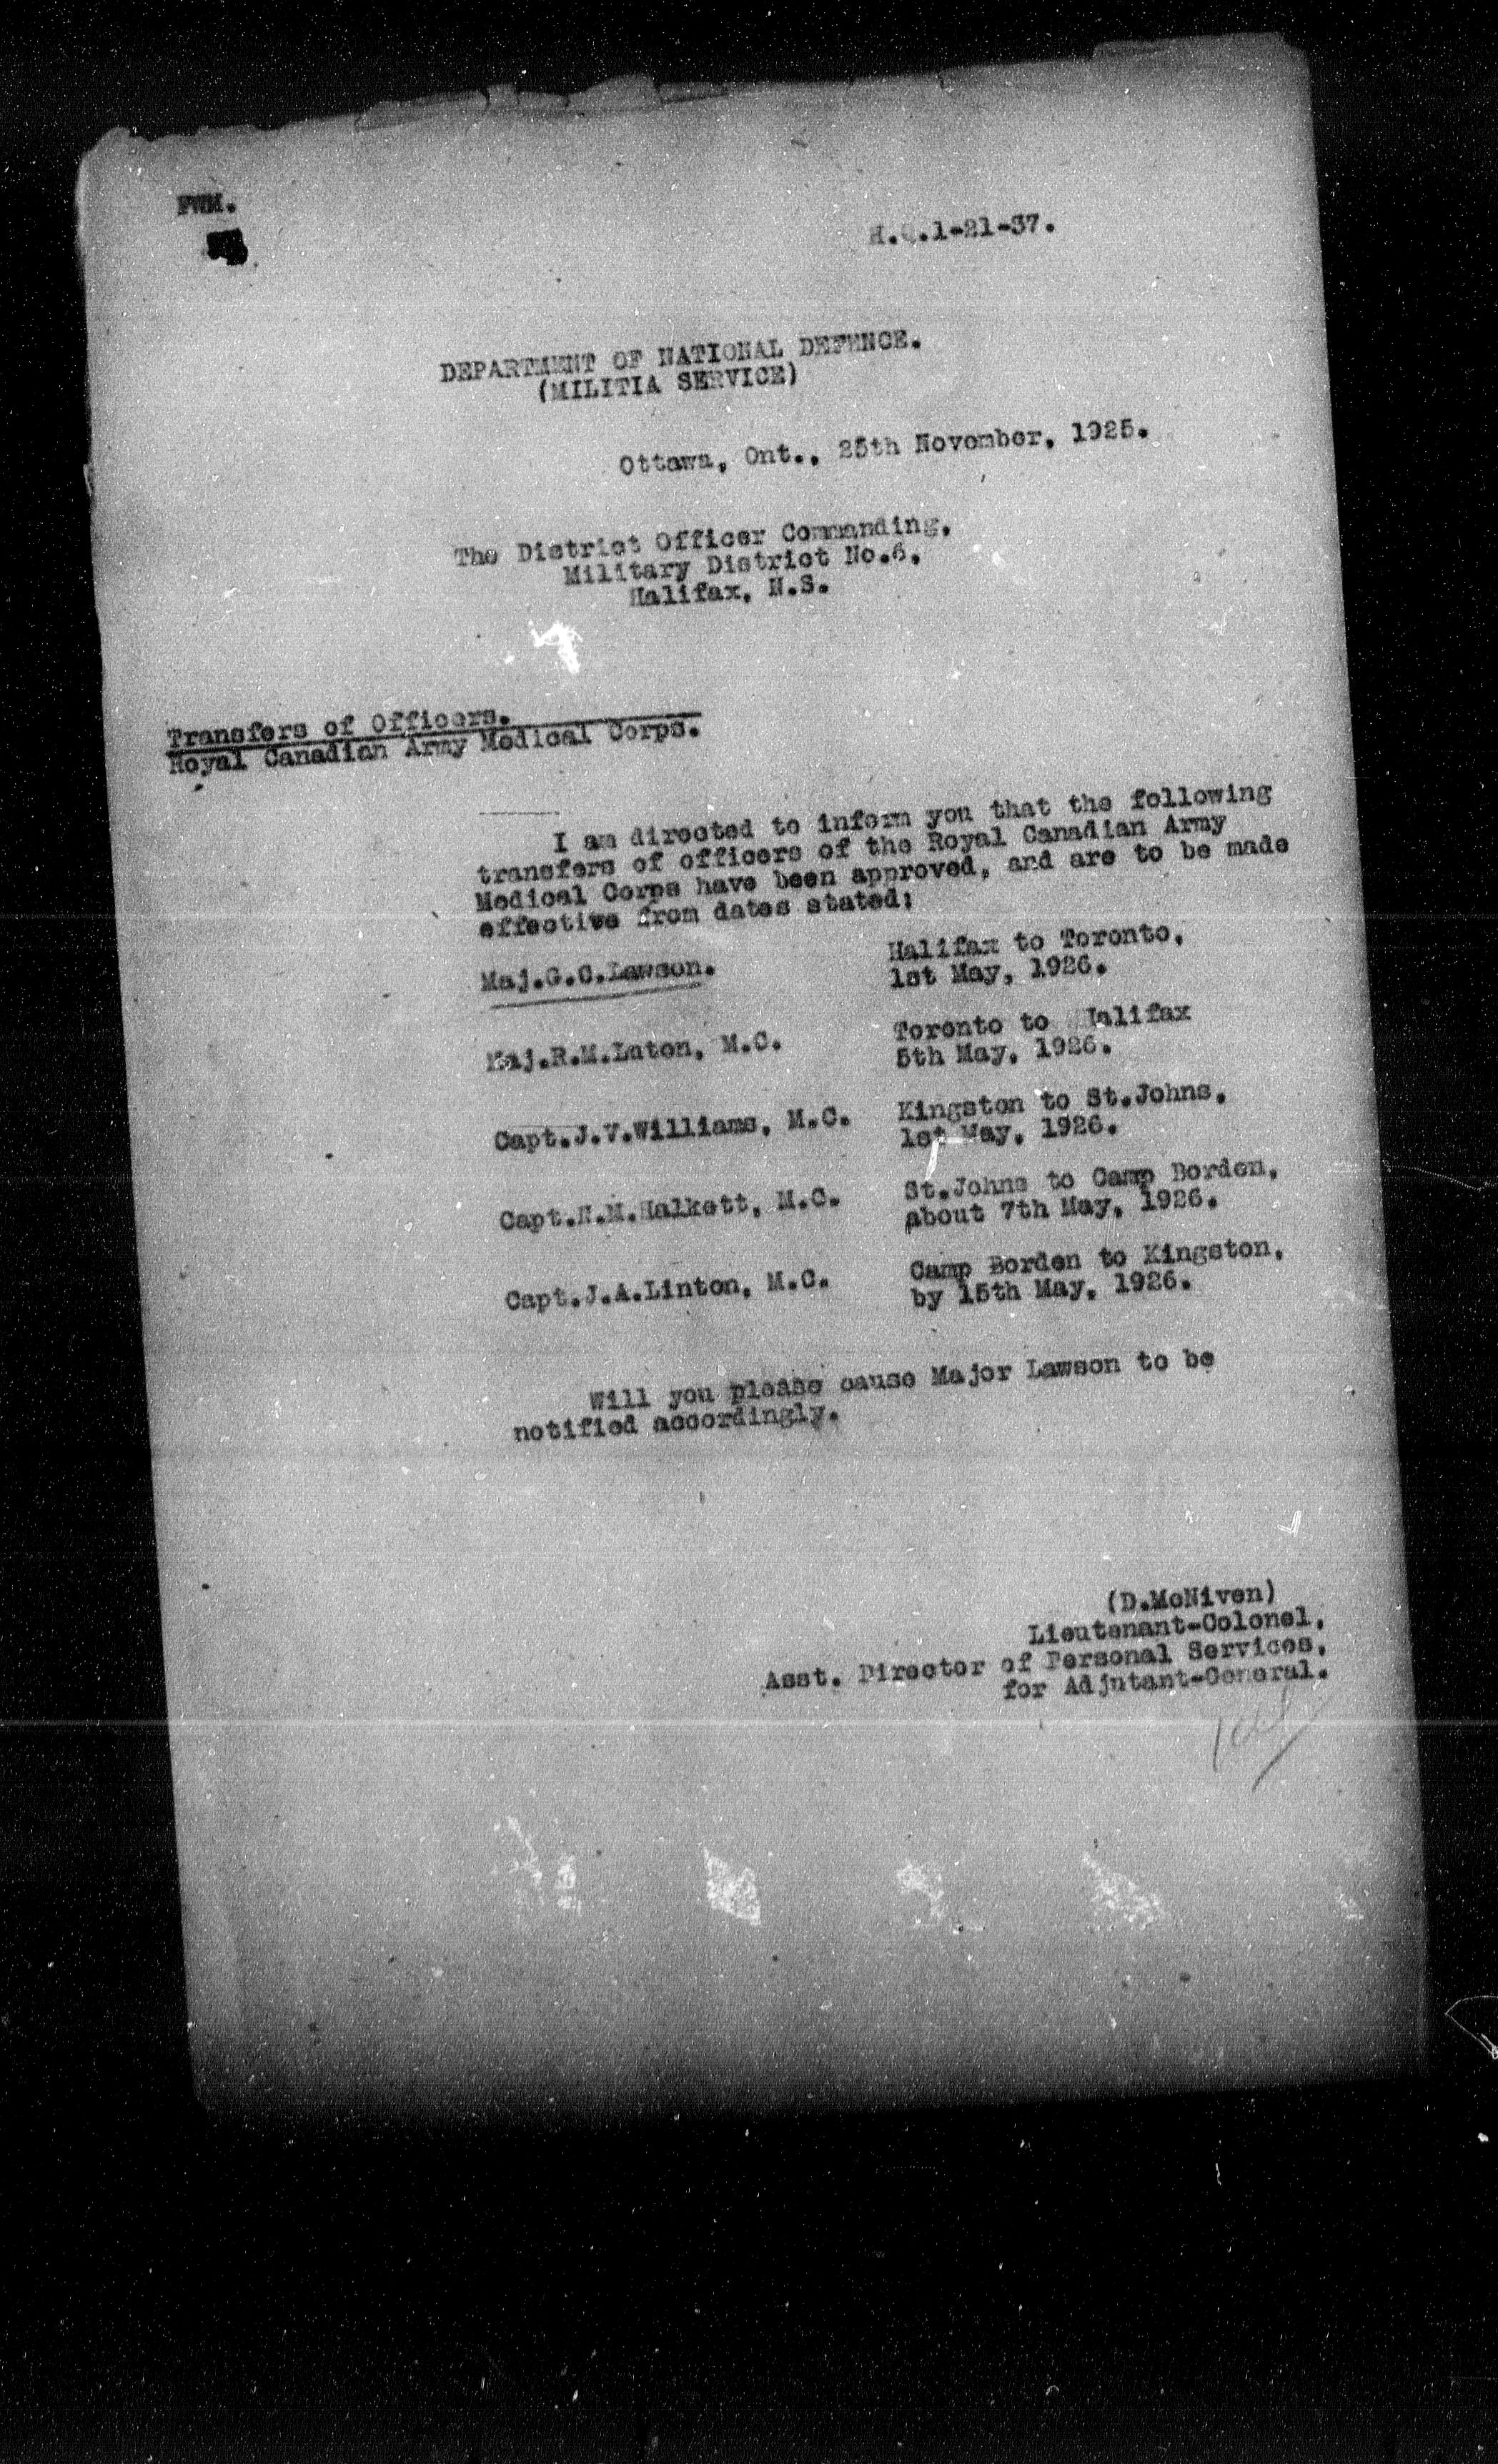 FWM.
H.Q.1-21-37.
DEPARTMENT OF NATIONAL DEFENCE.
(MILITIA SERVICE)
Ottawa, Ont., 25th November, 1925.
The District Officer Commanding,
Military District No.6,
Halifax, N.S.
Transfers of Officers.
Royal Canadian Army Medical Corps.
I am directed to inform you that the following
transfers of officers of the Royal Canadian Army
Medical Corps have been approved, and are to be made
effective from dates stated:
Maj.G.C.Lawson. Halifax to Toronto,
1st May, 1926.
Maj.R.M.Luton, M.C. Toronto to Halifax
5th May, 1926.
Capt.J.V.Williams, M.C. Kingston to St.Johns,
1st May, 1926.
Capt.N.M.Halkett, M.C. St.Johns to Camp Borden,
about 7th May, 1926.
Capt.J.A.Linton, M.C. Camp Borden to Kingston,
by 15th May, 1926.
Will you please cause Major Lawson to be
notified accordingly.
(D.McNiven)
Lieutenant-Colonel,
Asst. Director of Personal Services,
for Adjutant-General.